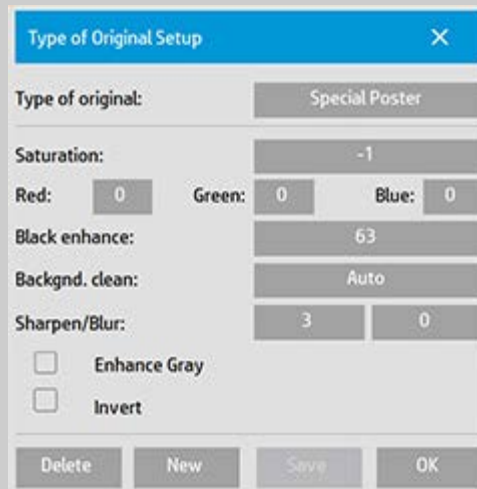 Type of Original Setup ×
Type of original: Special Poster
Saturation: -1
Red: 0 Green: 0 Blue: 0
Black enhance: 63
Backgnd. clean: Auto
Sharpen/Blur: 3 0
Enhance Gray
Invert
Delete New Save OK